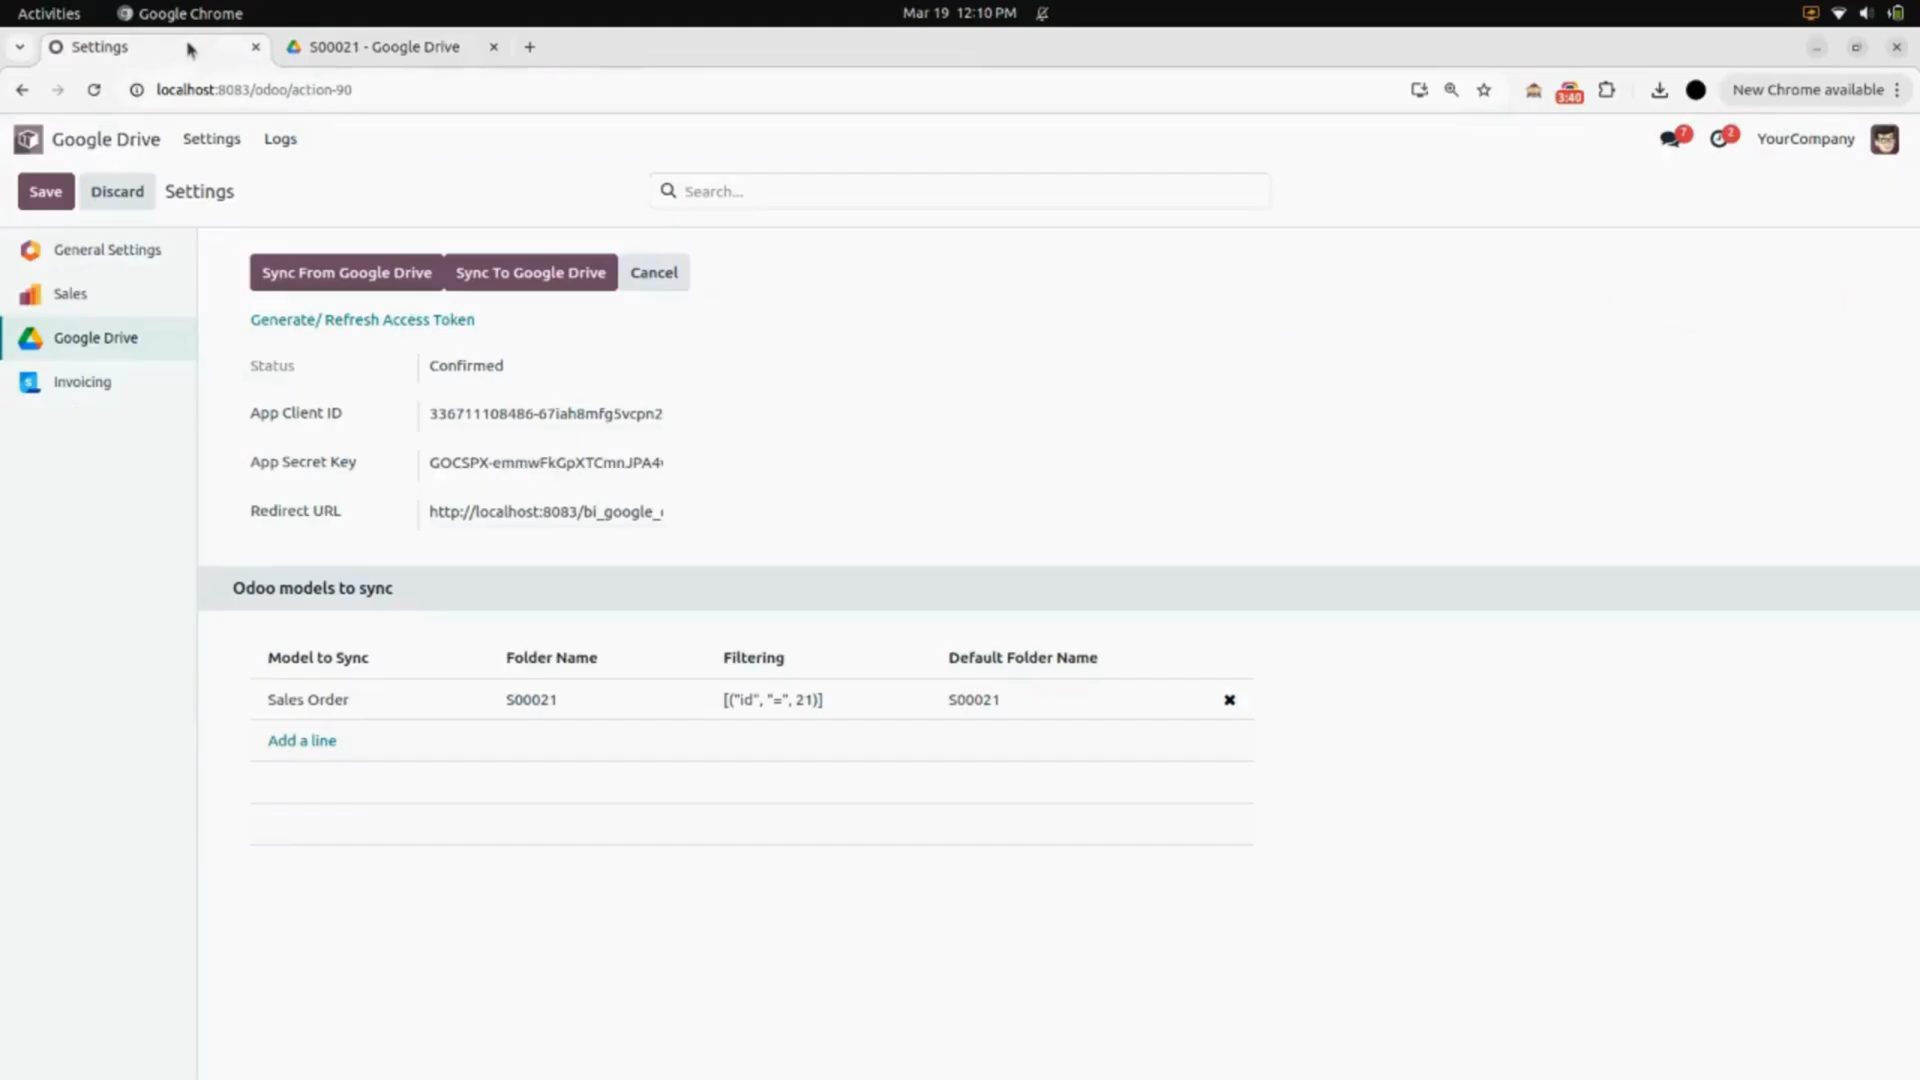 Activities Google Chrome Mar 19 12:10 PM
Settings S00021 - Google Drive
localhost:8083/odoo/action-90 3:40 New Chrome available
Google Drive Settings Logs 7 2 YourCompany
Save Discard Settings Search...
General Settings
Sales
Google Drive
Invoicing
Sync From Google Drive Sync To Google Drive Cancel
Generate/ Refresh Access Token
Status Confirmed
App Client ID 336711108486-67iah8mfg5vcpn2
App Secret Key GOCSPX-emmwFkGpXTCmnJPA4
Redirect URL http://localhost:8083/bi_google_
Odoo models to sync
Model to Sync Folder Name Filtering Default Folder Name
Sales Order S00021 [("id", "=", 21)] S00021
Add a line